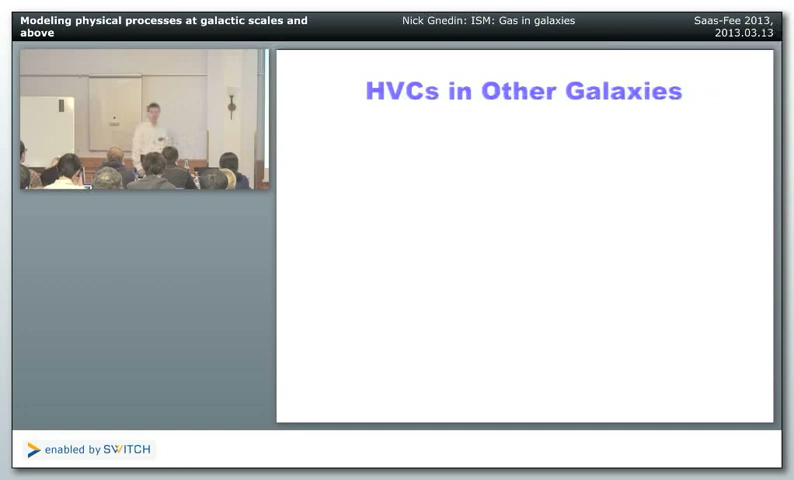 Modeling physical processes at galactic scales and
above
Nick Gnedin: ISM: Gas in galaxies
Saas-Fee 2013,
2013.03.13
HVCs in Other Galaxies
enabled by SWITCH